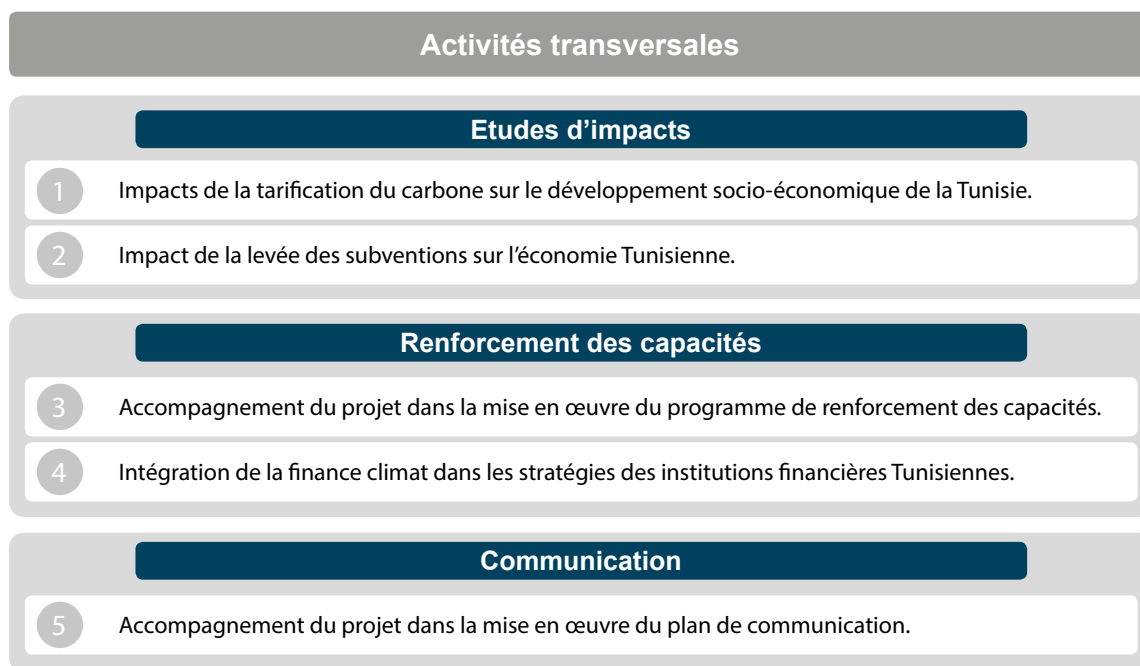 Activités transversales
Etudes d’impacts
1 Impacts de la tarification du carbone sur le développement socio-économique de la Tunisie.
2 Impact de la levée des subventions sur l’économie Tunisienne.
Renforcement des capacités
3 Accompagnement du projet dans la mise en œuvre du programme de renforcement des capacités.
4 Intégration de la finance climat dans les stratégies des institutions financières Tunisiennes.
Communication
5 Accompagnement du projet dans la mise en œuvre du plan de communication.